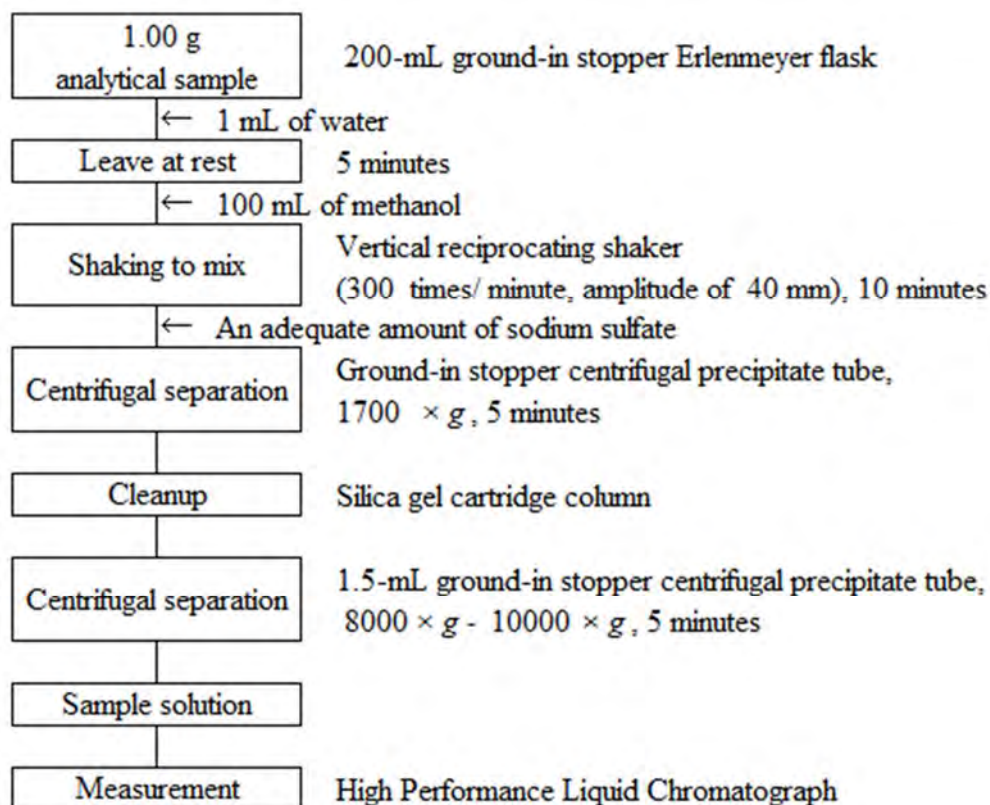 1.00 g
analytical sample
200-mL ground-in stopper Erlenmeyer flask
← 1 mL of water
Leave at rest
5 minutes
← 100 mL of methanol
Shaking to mix
Vertical reciprocating shaker
(300 times/ minute, amplitude of 40 mm), 10 minutes
← An adequate amount of sodium sulfate
Centrifugal separation
Ground-in stopper centrifugal precipitate tube,
1700 × g, 5 minutes
Cleanup
Silica gel cartridge column
Centrifugal separation
1.5-mL ground-in stopper centrifugal precipitate tube,
8000 × g - 10000 × g, 5 minutes
Sample solution
Measurement
High Performance Liquid Chromatograph